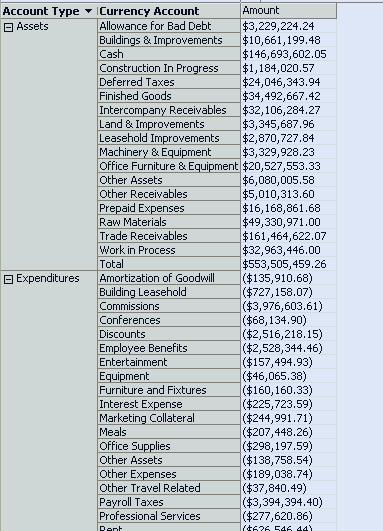 Account Type Currency Account Amount
Assets Allowance for Bad Debt $3,229,224.24
Buildings & Improvements $10,661,199.48
Cash $146,693,602.05
Construction In Progress $1,184,020.57
Deferred Taxes $24,046,343.94
Finished Goods $34,492,667.42
Intercompany Receivables $32,106,284.27
Land & Improvements $3,345,687.96
Leasehold Improvements $2,870,727.84
Machinery & Equipment $3,329,928.23
Office Furniture & Equipment $20,527,553.33
Other Assets $6,080,005.58
Other Receivables $5,010,313.60
Prepaid Expenses $16,168,861.68
Raw Materials $49,330,971.00
Trade Receivables $161,464,622.07
Work in Process $32,963,446.00
Total $553,505,459.26
Expenditures Amortization of Goodwill ($135,910.68)
Building Leasehold ($727,158.07)
Commissions ($3,976,603.61)
Conferences ($68,134.90)
Discounts ($2,516,218.15)
Employee Benefits ($2,528,344.46)
Entertainment ($157,494.93)
Equipment ($46,065.38)
Furniture and Fixtures ($160,160.33)
Interest Expense ($225,723.59)
Marketing Collateral ($244,991.71)
Meals ($207,448.26)
Office Supplies ($298,197.59)
Other Assets ($138,758.54)
Other Expenses ($189,038.74)
Other Travel Related ($37,840.49)
Payroll Taxes ($3,394,394.40)
Professional Services ($277,620.86)
Rent ($626,546.44)